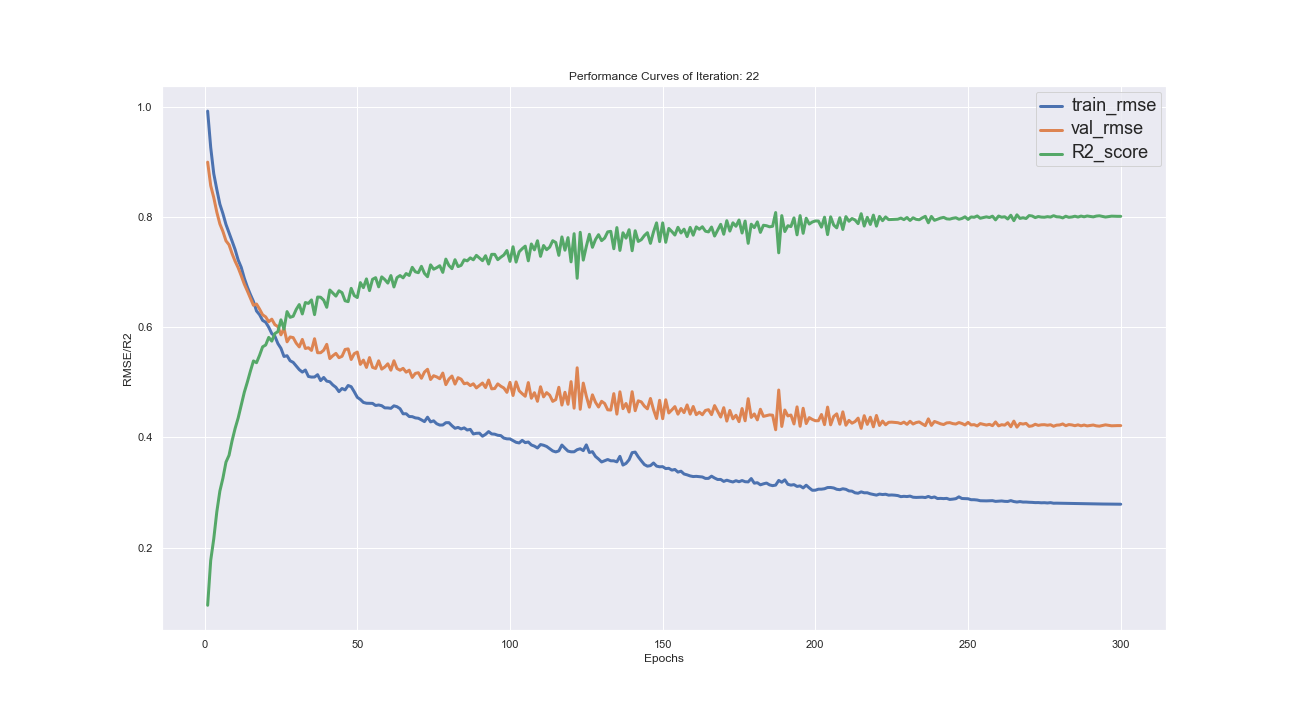 Performance Curves of Iteration: 22
train_rmse
val_rmse
R2_score
1.0
0.8
0.6
0.4
0.2
RMSE/R2
0 50 100 150 200 250 300
Epochs